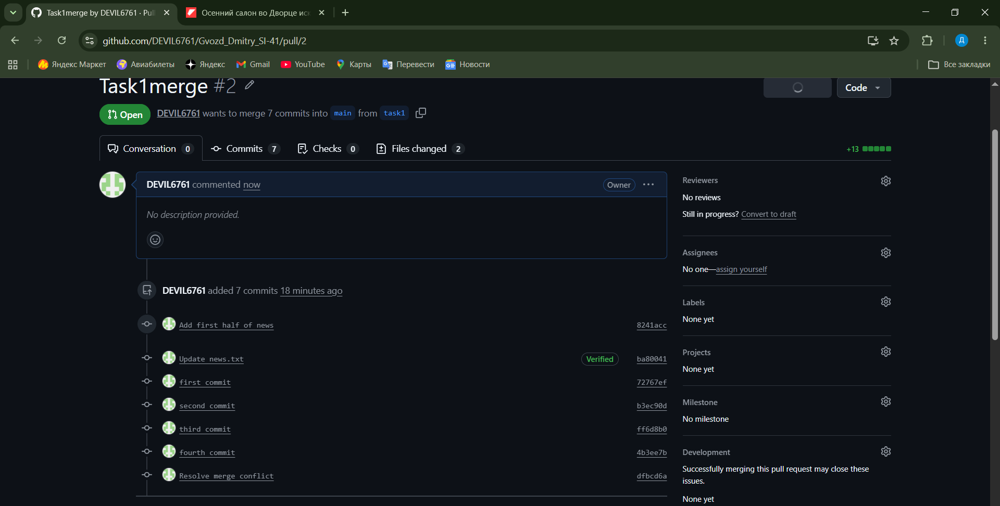 Task1merge by DEVIL6761 · Pull
Осенний салон во Дворце иск
github.com/DEVIL6761/Gvozd_Dmitry_SI-41/pull/2
Д
Яндекс Маркет
Авиабилеты
Яндекс
Gmail
YouTube
Карты
Перевести
Новости
Все закладки
Task1merge #2
Code
Open
DEVIL6761 wants to merge 7 commits into main from task1
Conversation 0
Commits 7
Checks 0
Files changed 2
+13
DEVIL6761 commented now
Owner
No description provided.
DEVIL6761 added 7 commits 18 minutes ago
Add first half of news 8241acc
Update news.txt Verified ba80041
first commit 72767ef
second commit b3ec90d
third commit ff6d8b0
fourth commit 4b3ee7b
Resolve merge conflict dfbcd6a
Reviewers
No reviews
Still in progress? Convert to draft
Assignees
No one—assign yourself
Labels
None yet
Projects
None yet
Milestone
No milestone
Development
Successfully merging this pull request may close these
issues.
None yet